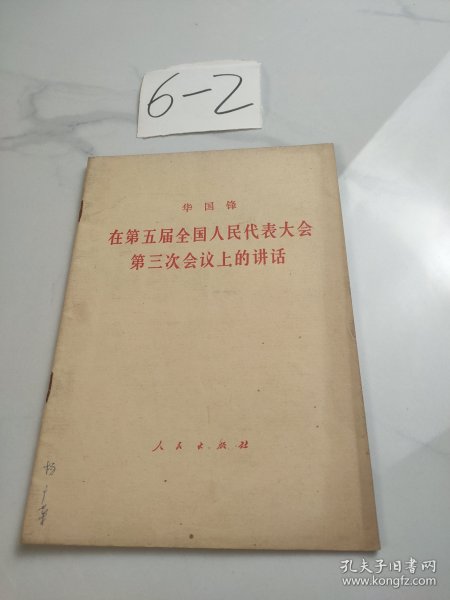 6-2
华国锋
在第五届全国人民代表大会
第三次会议上的讲话
人民出版社
孔夫子旧书网
www.kongfz.com